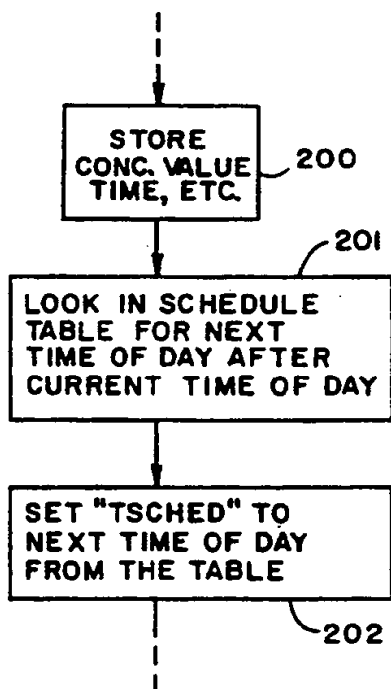 STORE
CONC. VALUE
TIME, ETC.
200
201
LOOK IN SCHEDULE
TABLE FOR NEXT
TIME OF DAY AFTER
CURRENT TIME OF DAY
SET "TSCHED" TO
NEXT TIME OF DAY
FROM THE TABLE
202